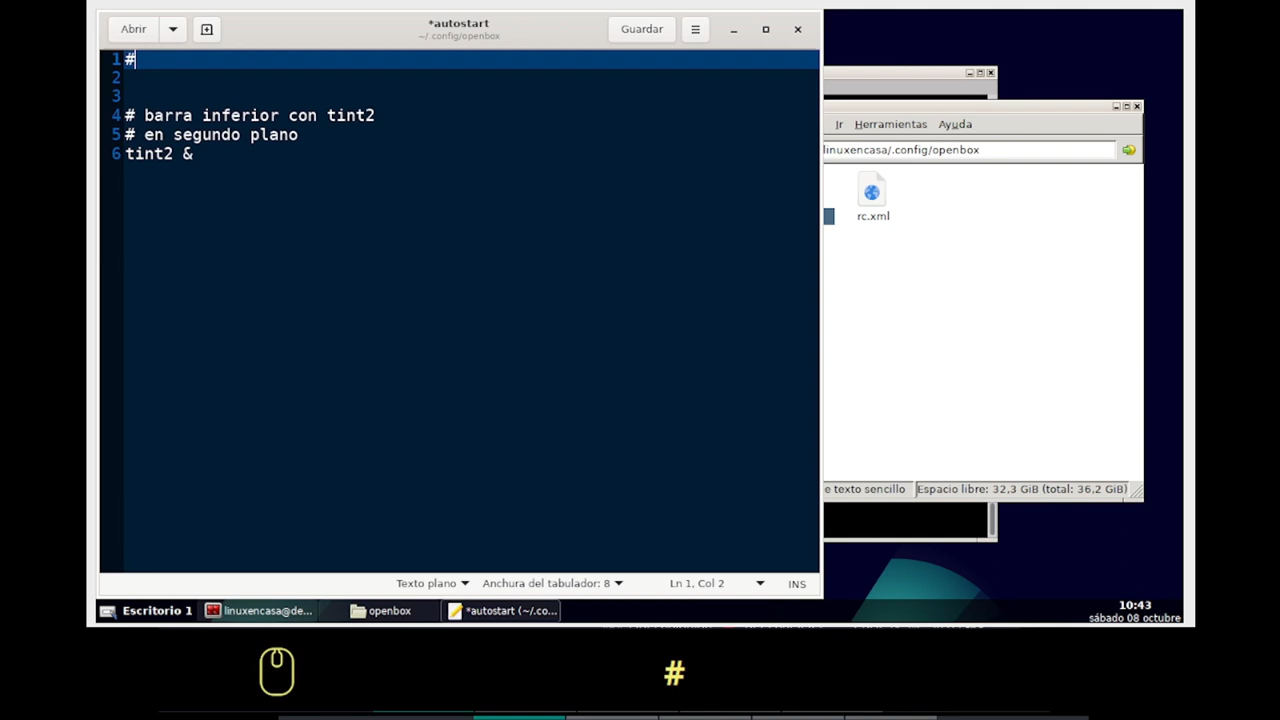 Abrir
*autostart
~/.config/openbox
Guardar
1 #
2
3
4 # barra inferior con tint2
5 # en segundo plano
6 tint2 &
Texto plano
Anchura del tabulador: 8
Ln 1, Col 2
INS
Ir Herramientas Ayuda
linuxencasa/.config/openbox
rc.xml
e texto sencillo
Espacio libre: 32,3 GiB (total: 36,2 GiB)
Escritorio 1
linuxencasa@de...
openbox
*autostart (~/.co...
10:43
sábado 08 octubre
#